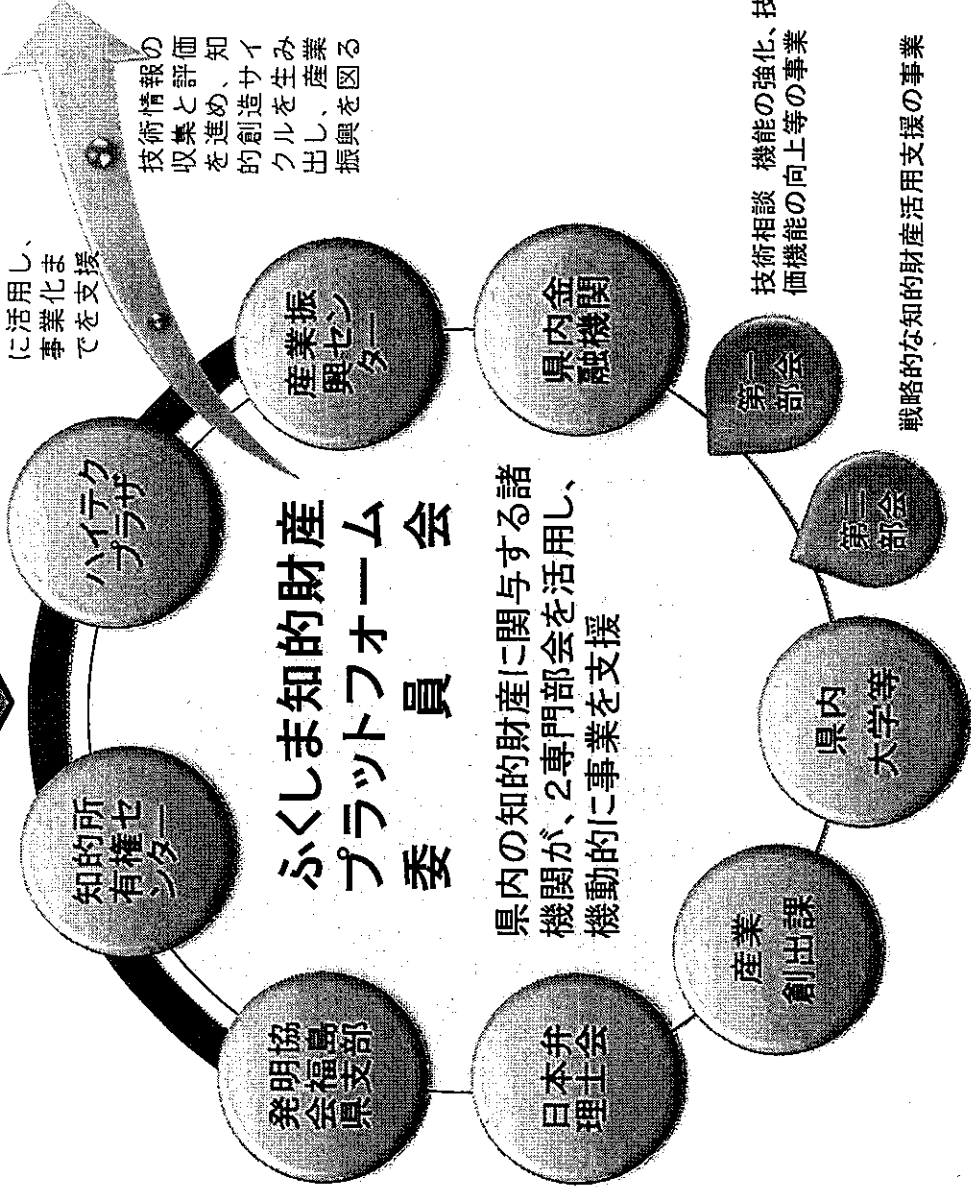 に活用し、
事業化ま
でを支援
技術情報の
収集と評価
を進め、知
的創造サイ
クルを生み
出し、産業
振興を図る
ハイテク
プラザ
知的所
有権セ
ンター
産業振
興セン
ター
発明協
会福島
県支部
ふくしま知的財産
プラットフォーム
委員会
県内の知的財産に関与する諸
機関が、2専門部会を活用し、
機動的に事業を支援
県内金
融機関
日本弁
理士会
産業
創出課
県内
大学等
第二
部会
第一
部会
技術相談 機能の強化、技
価機能の向上等の事業
戦略的な知的財産活用支援の事業